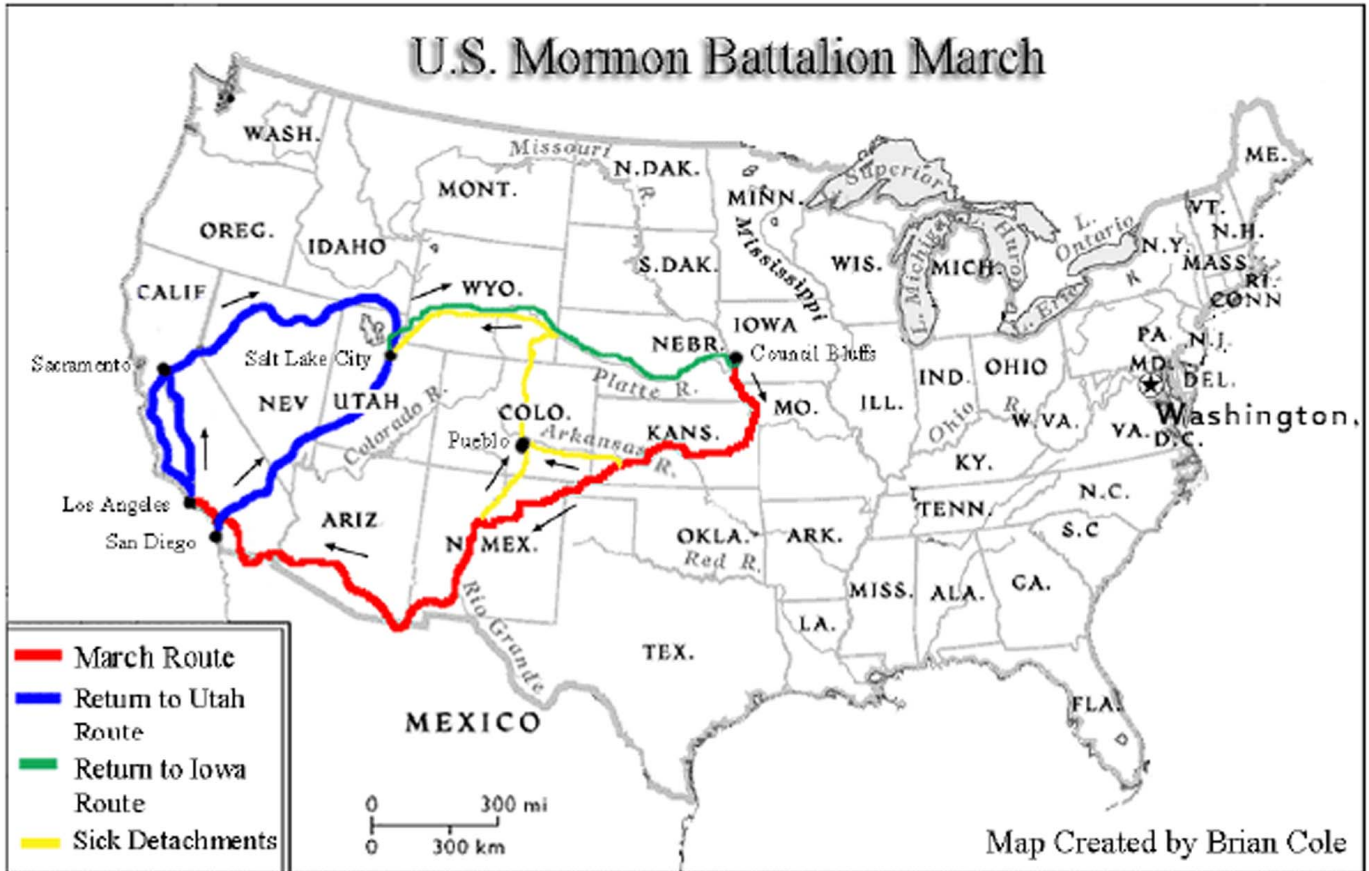 U.S. Mormon Battalion March
WASH.
MONT.
Missouri
R.
N.DAK.
MINN.
Superior
ME.
OREG.
IDAHO
S.DAK.
Mississippi
WIS.
L. Michigan
MICH.
L. Huron
L.
Ontario
VT.
N.H.
N.Y.
MASS.
R.I.
CONN
CALIF
WYO.
IOWA
L. Erie
R
PA.
N.J.
Sacramento
Salt Lake City
NEBR.
Council Bluffs
IND.
OHIO
MD.
DEL.
NEV
UTAH
Colorado R.
COLO.
Platte R.
MO.
ILL.
Ohio
R.
W.VA.
Washington,
VA.
D.C.
Pueblo
Arkansas
R.
KANS.
KY.
Los Angeles
San Diego
ARIZ
N. MEX.
OKLA.
Red R.
ARK.
TENN.
N.C.
S.C
MISS.
ALA.
GA.
Rio Grande
LA.
TEX.
FLA.
MEXICO
March Route
Return to Utah
Route
Return to Iowa
Route
Sick Detachments
0 300 mi
0 300 km
Map Created by Brian Cole